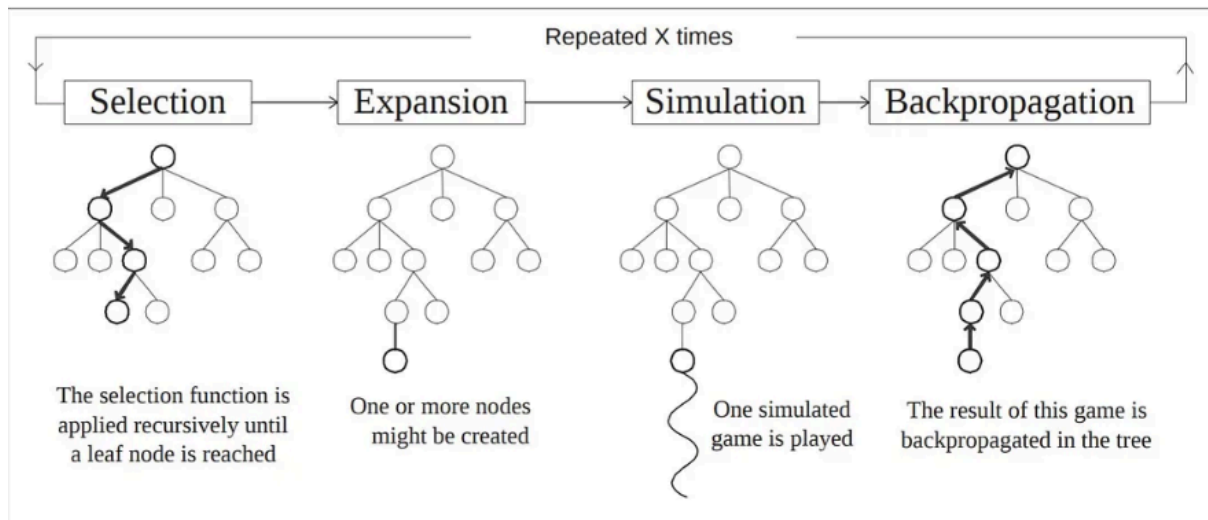 Repeated X times
Selection
Expansion
Simulation
Backpropagation
The selection function is
applied recursively until
a leaf node is reached
One or more nodes
might be created
One simulated
game is played
The result of this game is
backpropagated in the tree